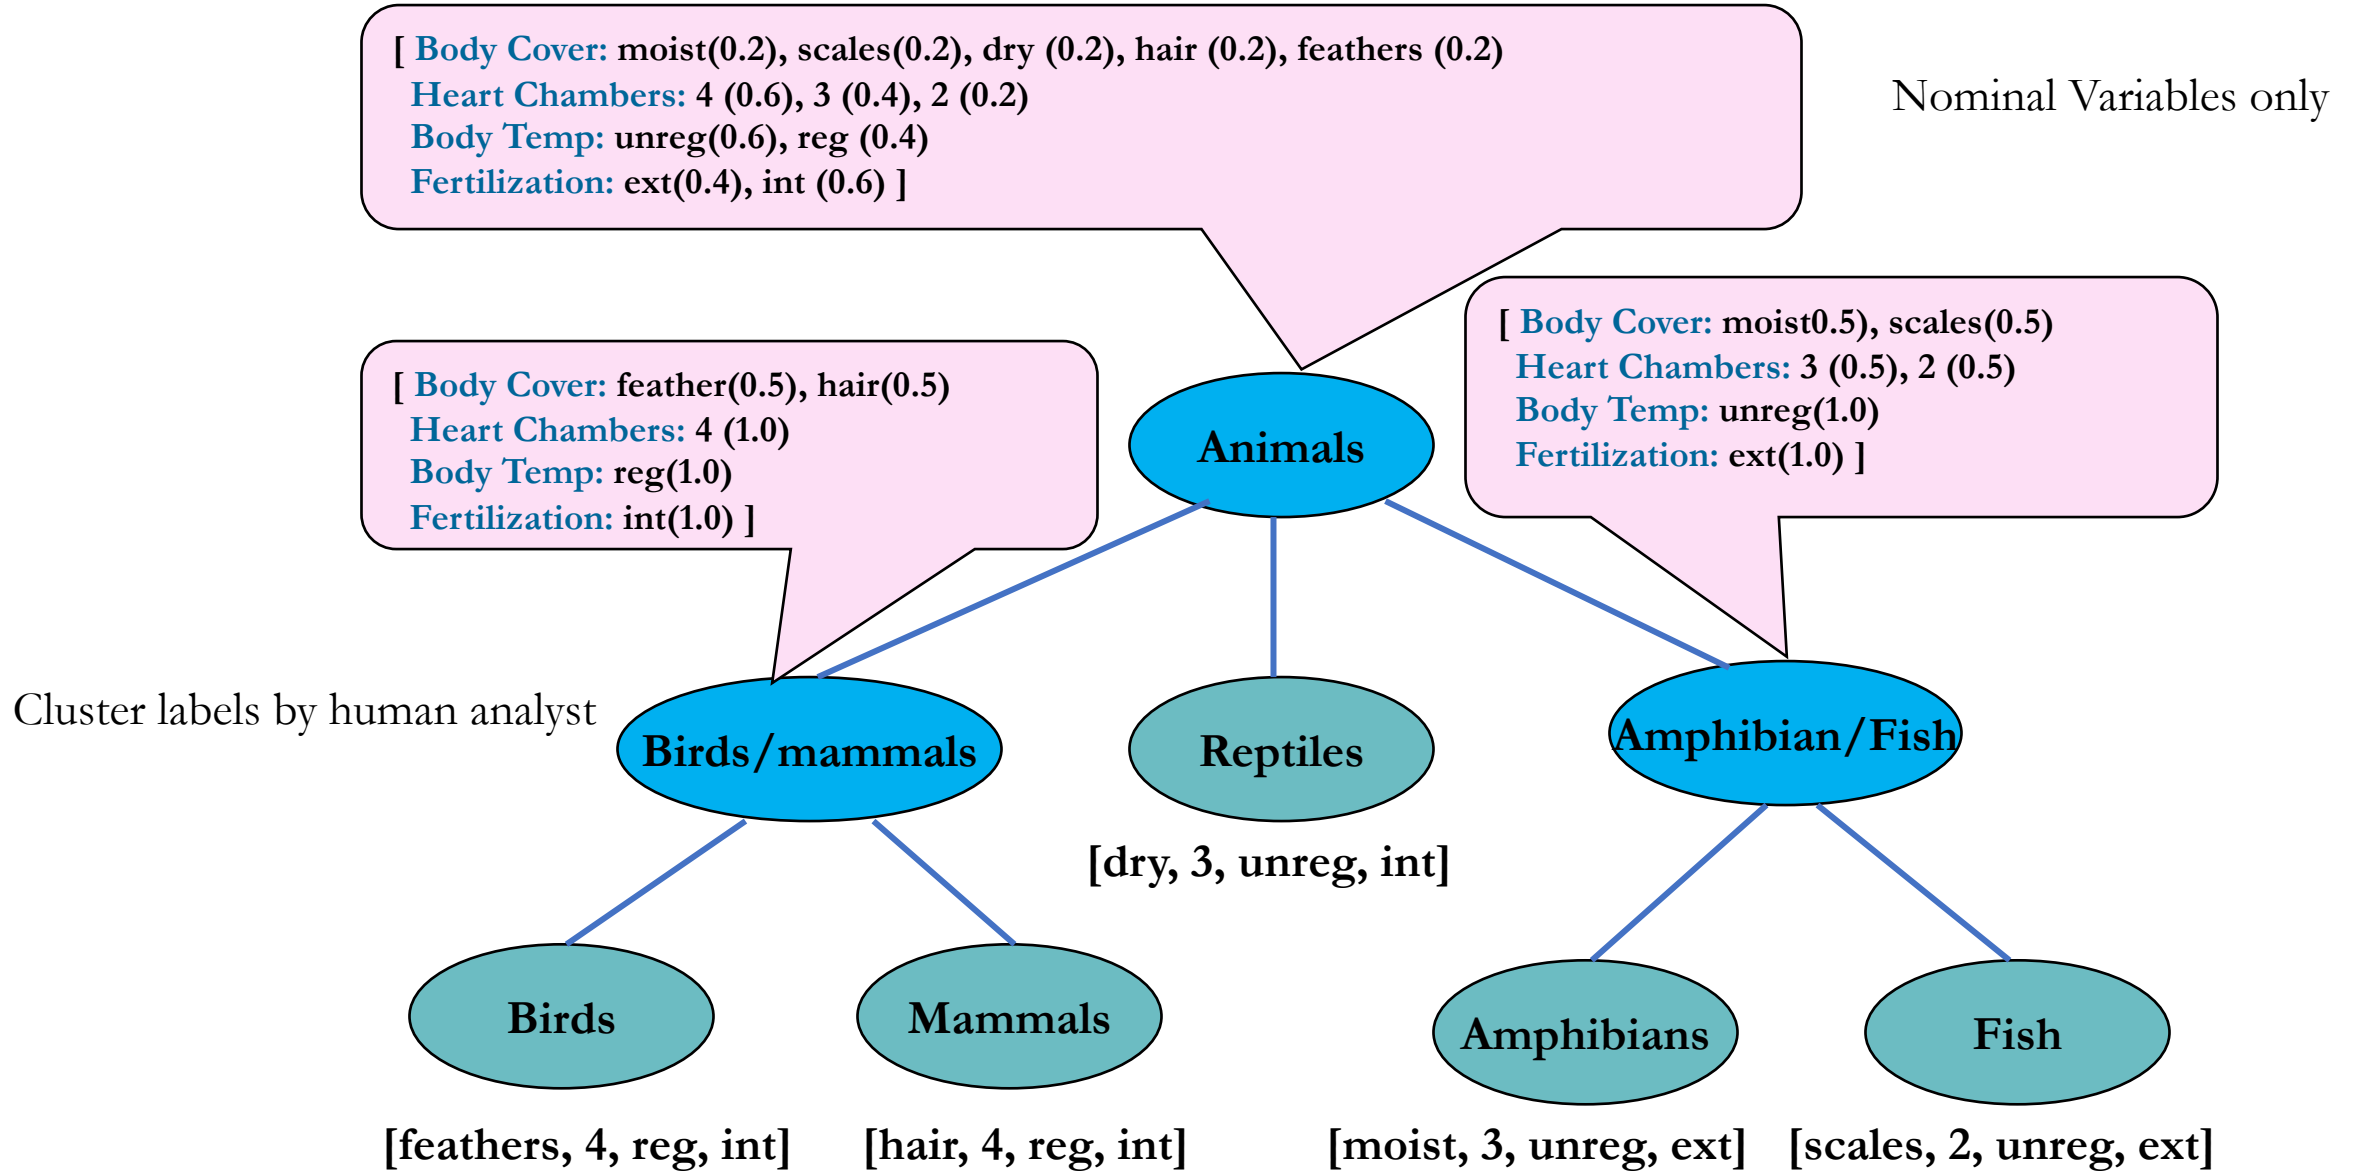 [ Body Cover: moist(0.2), scales(0.2), dry (0.2), hair (0.2), feathers (0.2)
Heart Chambers: 4 (0.6), 3 (0.4), 2 (0.2)
Body Temp: unreg(0.6), reg (0.4)
Fertilization: ext(0.4), int (0.6) ]
Nominal Variables only
[ Body Cover: moist0.5), scales(0.5)
Heart Chambers: 3 (0.5), 2 (0.5)
Body Temp: unreg(1.0)
Fertilization: ext(1.0) ]
[ Body Cover: feather(0.5), hair(0.5)
Heart Chambers: 4 (1.0)
Body Temp: reg(1.0)
Fertilization: int(1.0) ]
Animals
Cluster labels by human analyst
Birds/mammals
Reptiles
Amphibian/Fish
[dry, 3, unreg, int]
Birds
Mammals
Amphibians
Fish
[feathers, 4, reg, int]
[hair, 4, reg, int]
[moist, 3, unreg, ext]
[scales, 2, unreg, ext]